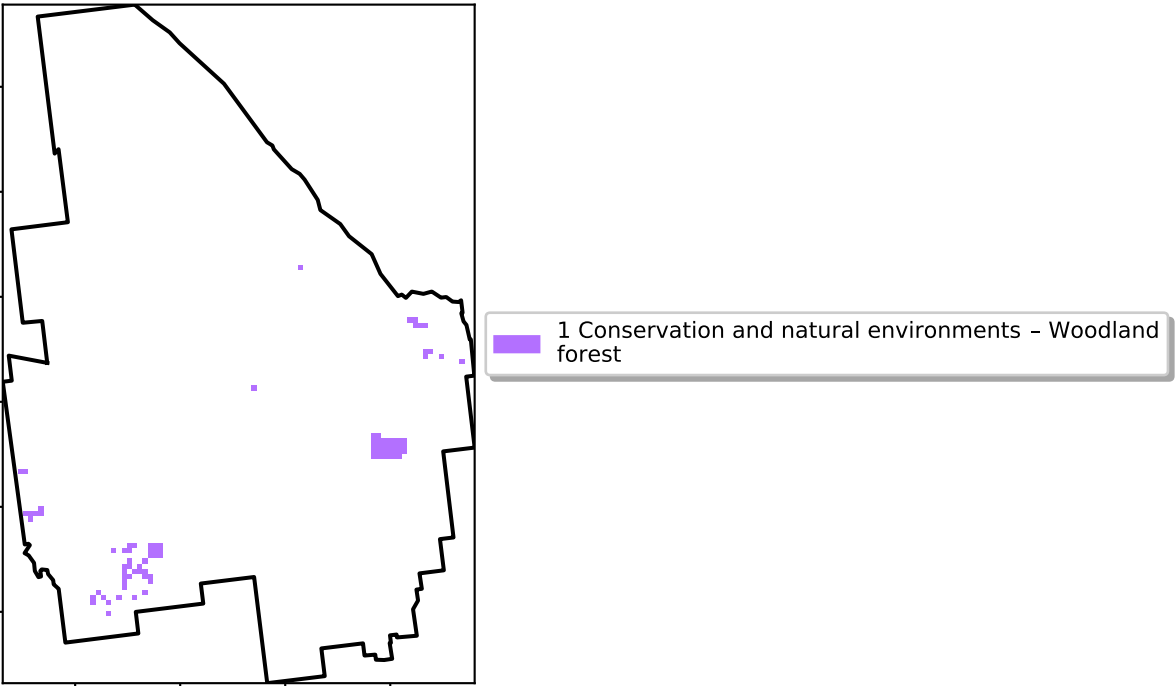 1 Conservation and natural environments – Woodland
forest